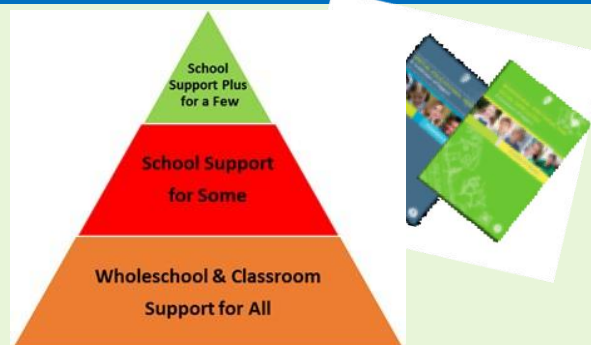 School
Support Plus
for a Few
School Support
for Some
Wholeschool & Classroom
Support for All